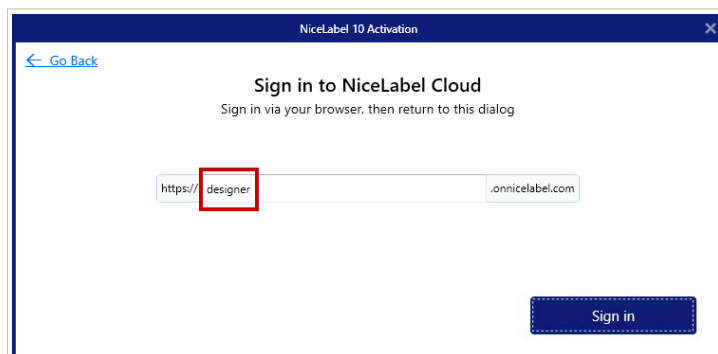 NiceLabel 10 Activation
← Go Back
Sign in to NiceLabel Cloud
Sign in via your browser, then return to this dialog
https:// designer .onnicelabel.com
Sign in